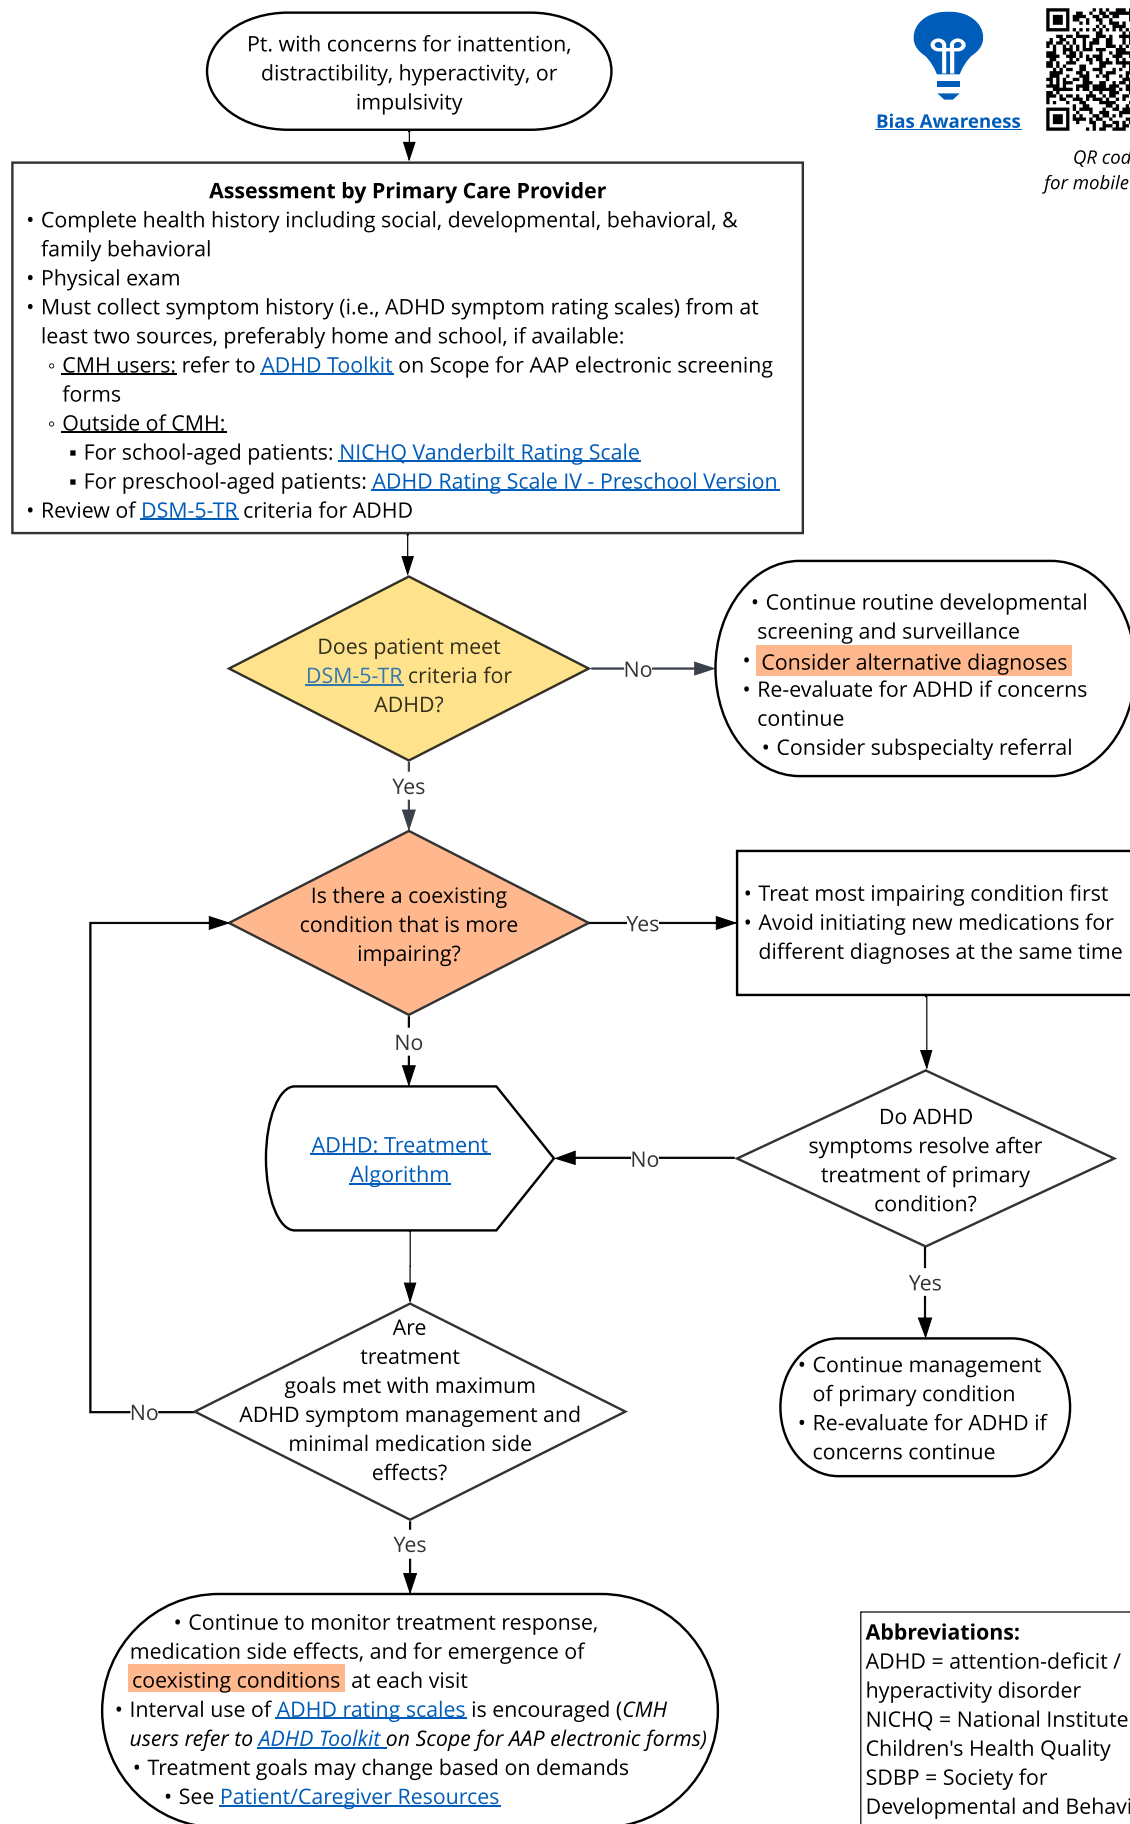 Pt. with concerns for inattention,
distractibility, hyperactivity, or
impulsivity
Bias Awareness
QR cod
for mobile
Assessment by Primary Care Provider
• Complete health history including social, developmental, behavioral, &
family behavioral
• Physical exam
• Must collect symptom history (i.e., ADHD symptom rating scales) from at
least two sources, preferably home and school, if available:
◦ CMH users: refer to ADHD Toolkit on Scope for AAP electronic screening
forms
◦ Outside of CMH:
▪ For school-aged patients: NICHQ Vanderbilt Rating Scale
▪ For preschool-aged patients: ADHD Rating Scale IV - Preschool Version
• Review of DSM-5-TR criteria for ADHD
Does patient meet
DSM-5-TR criteria for
ADHD?
No
• Continue routine developmental
screening and surveillance
• Consider alternative diagnoses
• Re-evaluate for ADHD if concerns
continue
• Consider subspecialty referral
Yes
Is there a coexisting
condition that is more
impairing?
Yes
• Treat most impairing condition first
• Avoid initiating new medications for
different diagnoses at the same time
No
ADHD: Treatment
Algorithm
No
Do ADHD
symptoms resolve after
treatment of primary
condition?
Yes
• Continue management
of primary condition
• Re-evaluate for ADHD if
concerns continue
Are
treatment
goals met with maximum
ADHD symptom management and
minimal medication side
effects?
No
Yes
• Continue to monitor treatment response,
medication side effects, and for emergence of
coexisting conditions at each visit
• Interval use of ADHD rating scales is encouraged (CMH
users refer to ADHD Toolkit on Scope for AAP electronic forms)
• Treatment goals may change based on demands
• See Patient/Caregiver Resources
Abbreviations:
ADHD = attention-deficit /
hyperactivity disorder
NICHQ = National Institute
Children's Health Quality
SDBP = Society for
Developmental and Behavi